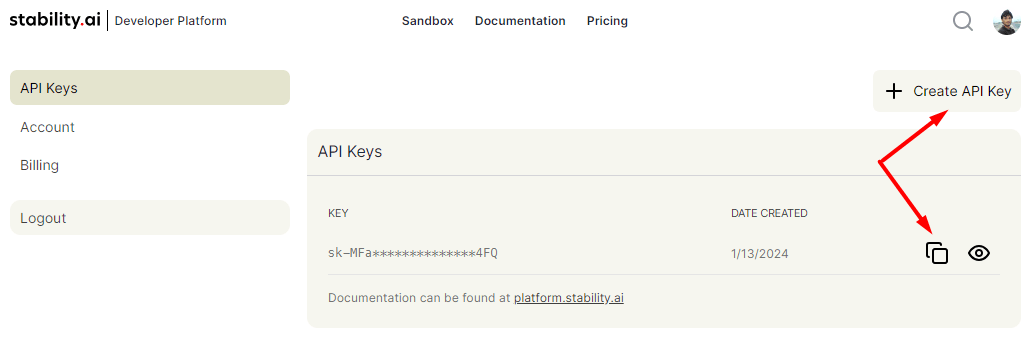 stability.ai Developer Platform Sandbox Documentation Pricing
API Keys
Account
Billing
Logout
Create API Key
API Keys
KEY DATE CREATED
sk-MFa**************4FQ 1/13/2024
Documentation can be found at platform.stability.ai